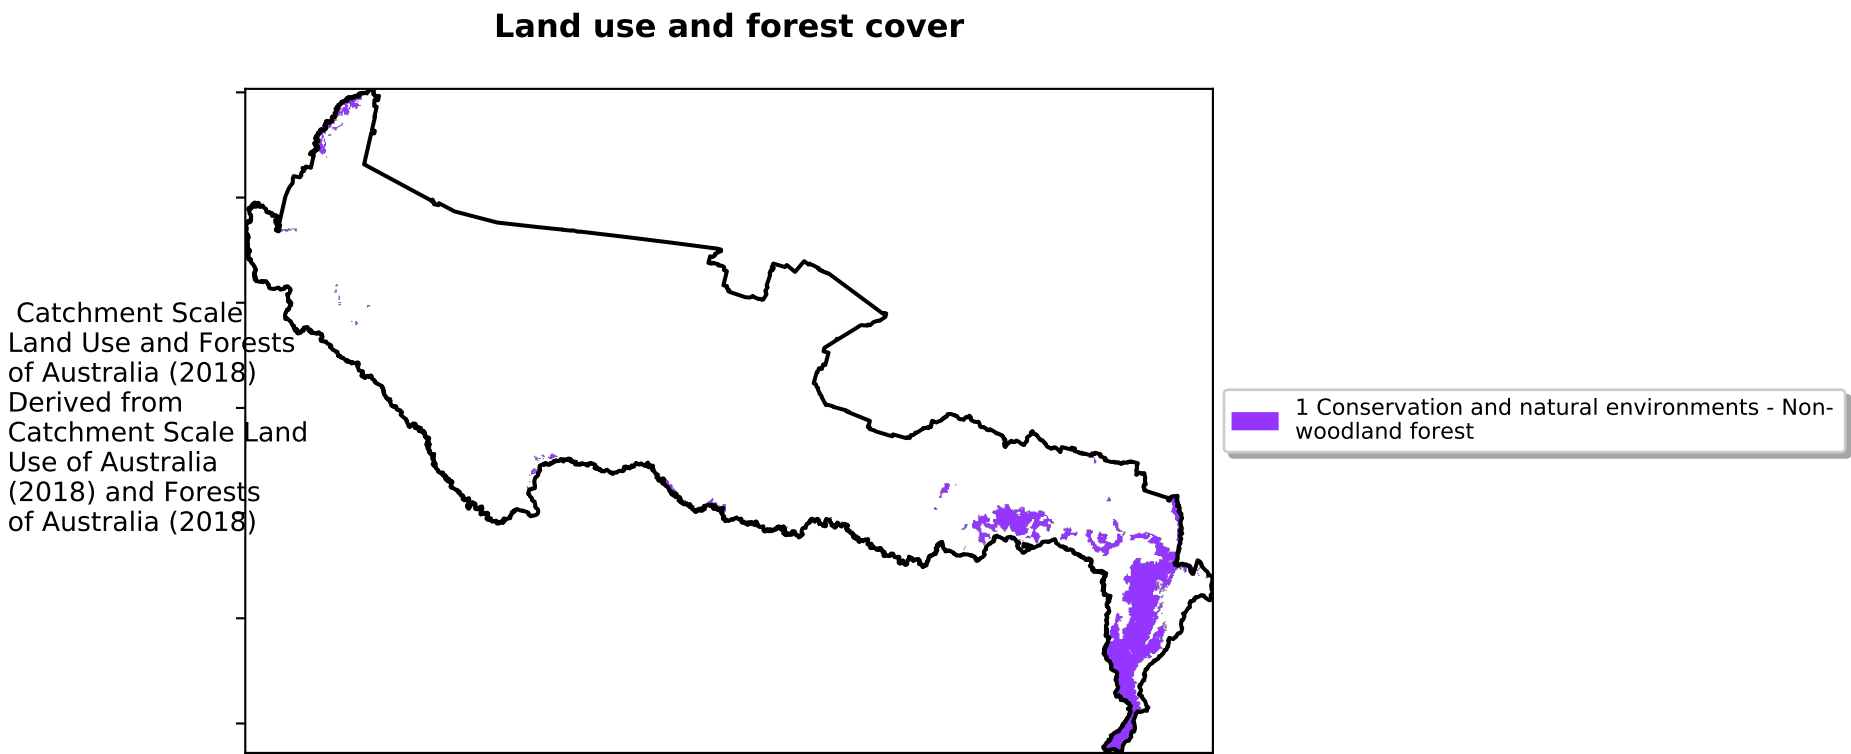 Land use and forest cover
Catchment Scale
Land Use and Forests
of Australia (2018)
Derived from
Catchment Scale Land
Use of Australia
(2018) and Forests
of Australia (2018)
1 Conservation and natural environments - Non-
woodland forest